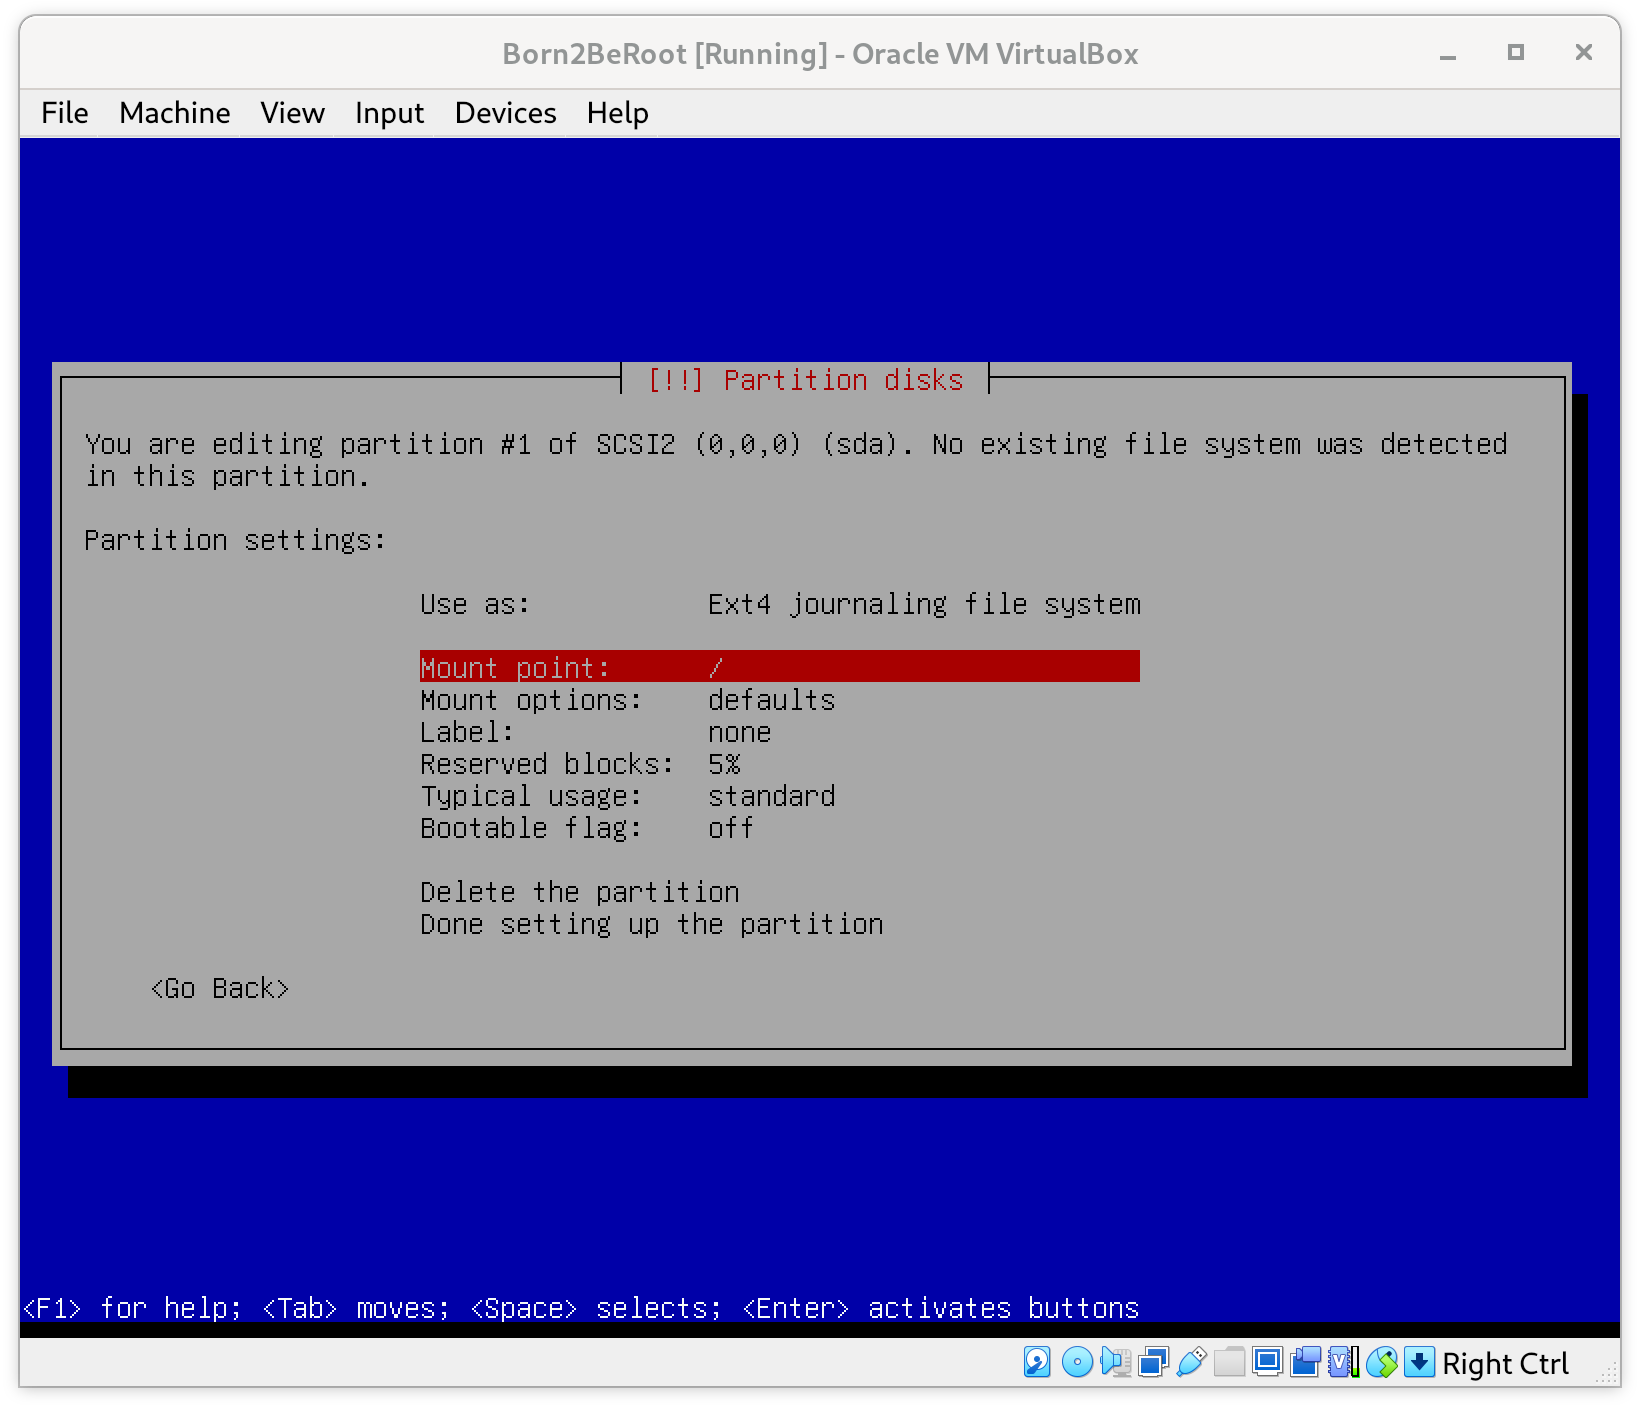 Born2BeRoot [Running] - Oracle VM VirtualBox
File Machine View Input Devices Help
[!!] Partition disks
You are editing partition #1 of SCSI2 (0,0,0) (sda). No existing file system was detected
in this partition.
Partition settings:
Use as: Ext4 journaling file system
Mount point: /
Mount options: defaults
Label: none
Reserved blocks: 5%
Typical usage: standard
Bootable flag: off
Delete the partition
Done setting up the partition
<Go Back>
<F1> for help; <Tab> moves; <Space> selects; <Enter> activates buttons
Right Ctrl